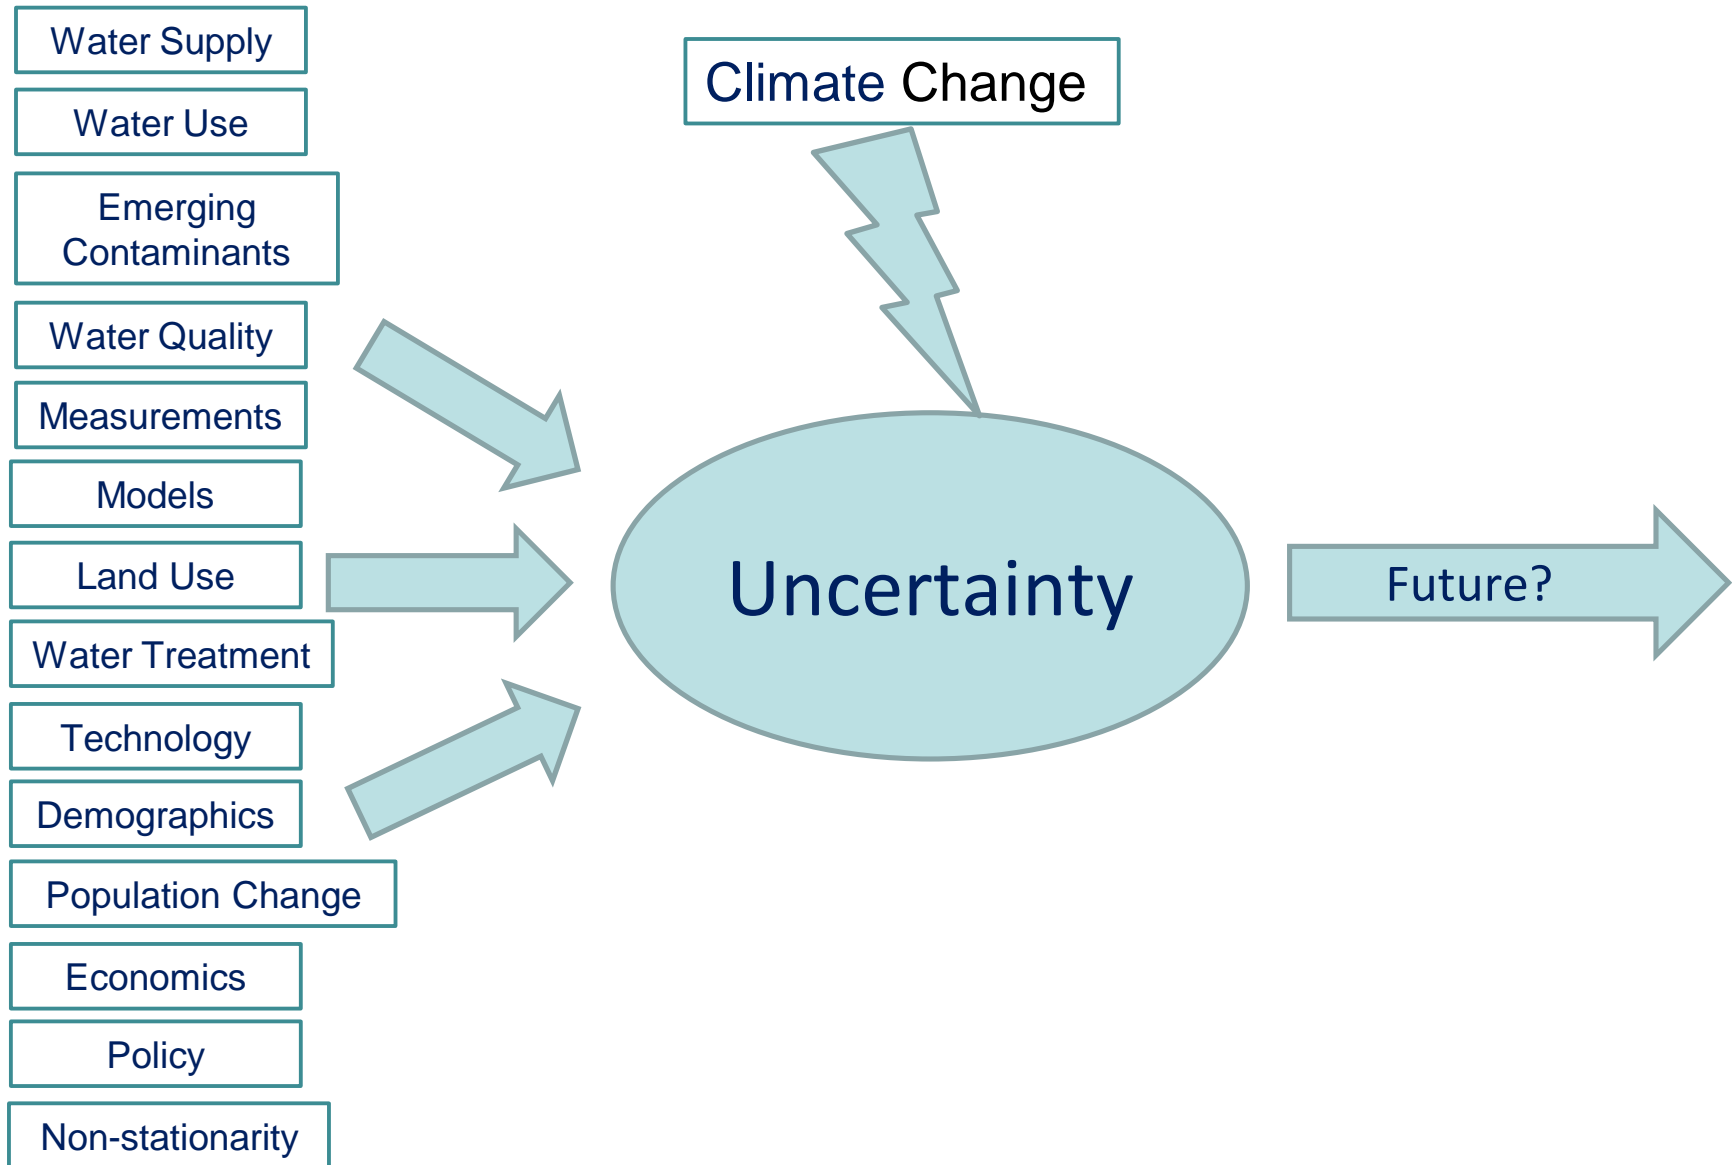 Water Supply
Water Use
Emerging
Contaminants
Water Quality
Measurements
Models
Land Use
Water Treatment
Technology
Demographics
Population Change
Economics
Policy
Non-stationarity
Climate Change
Uncertainty
Future?